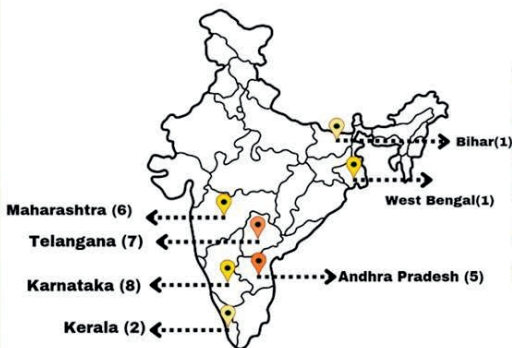 Bihar(1)
West Bengal(1)
Maharashtra (6)
Telangana (7)
Andhra Pradesh (5)
Karnataka (8)
Kerala (2)